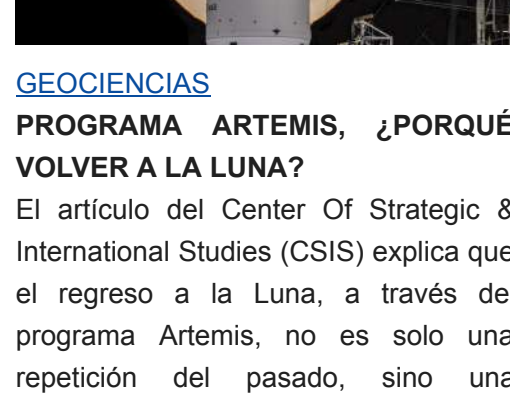 GEOCIENCIAS
PROGRAMA ARTEMIS, ¿PORQUÉ
VOLVER A LA LUNA?
El artículo del Center Of Strategic &
International Studies (CSIS) explica que
el regreso a la Luna, a través de
programa Artemis, no es solo una
repetición del pasado, sino una